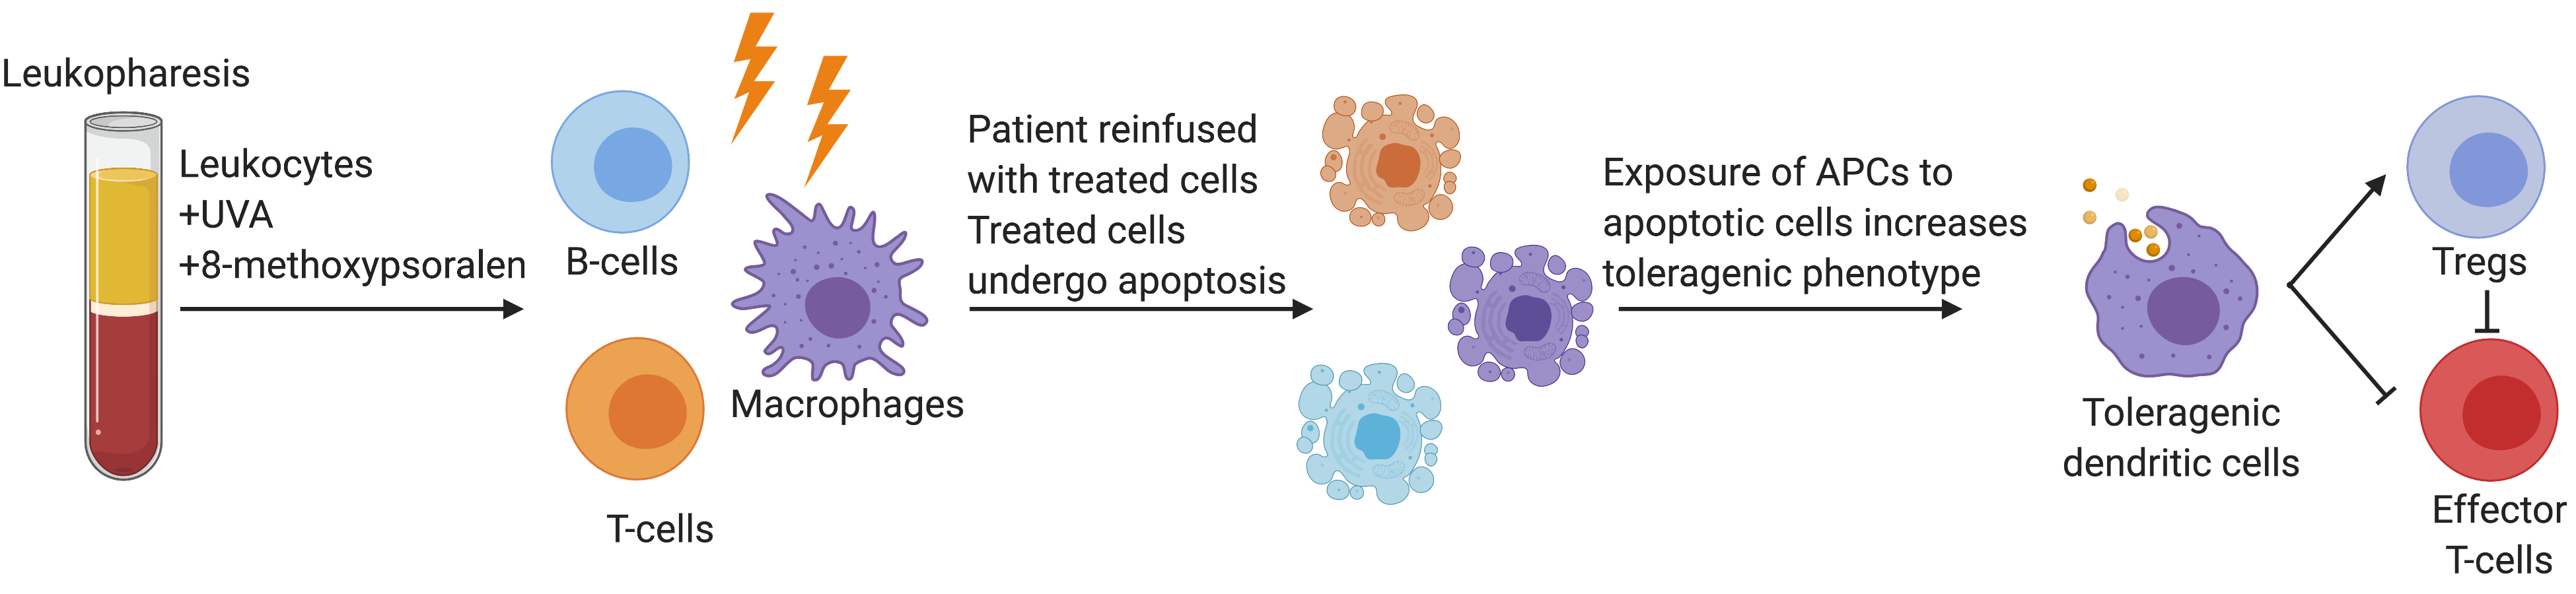 Leukopharesis
Leukocytes
+UVA
+8-methoxypsoralen
B-cells
T-cells
Macrophages
Patient reinfused
with treated cells
Treated cells
undergo apoptosis
Exposure of APCs to
apoptotic cells increases
toleragenic phenotype
Toleragenic
dendritic cells
Tregs
Effector
T-cells